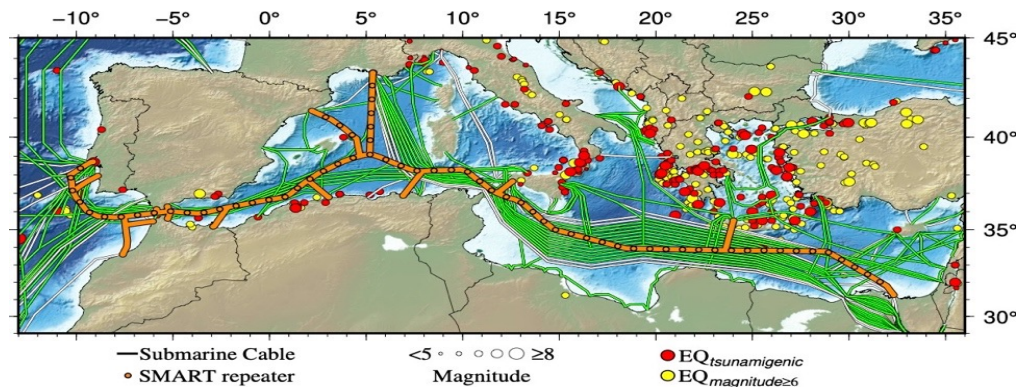 −10° −5° 0° 5° 10° 15° 20° 25° 30° 35°
45°
40°
35°
30°
Submarine Cable <5 ≥8 EQtsunamigenic
SMART repeater Magnitude EQmagnitude≥6